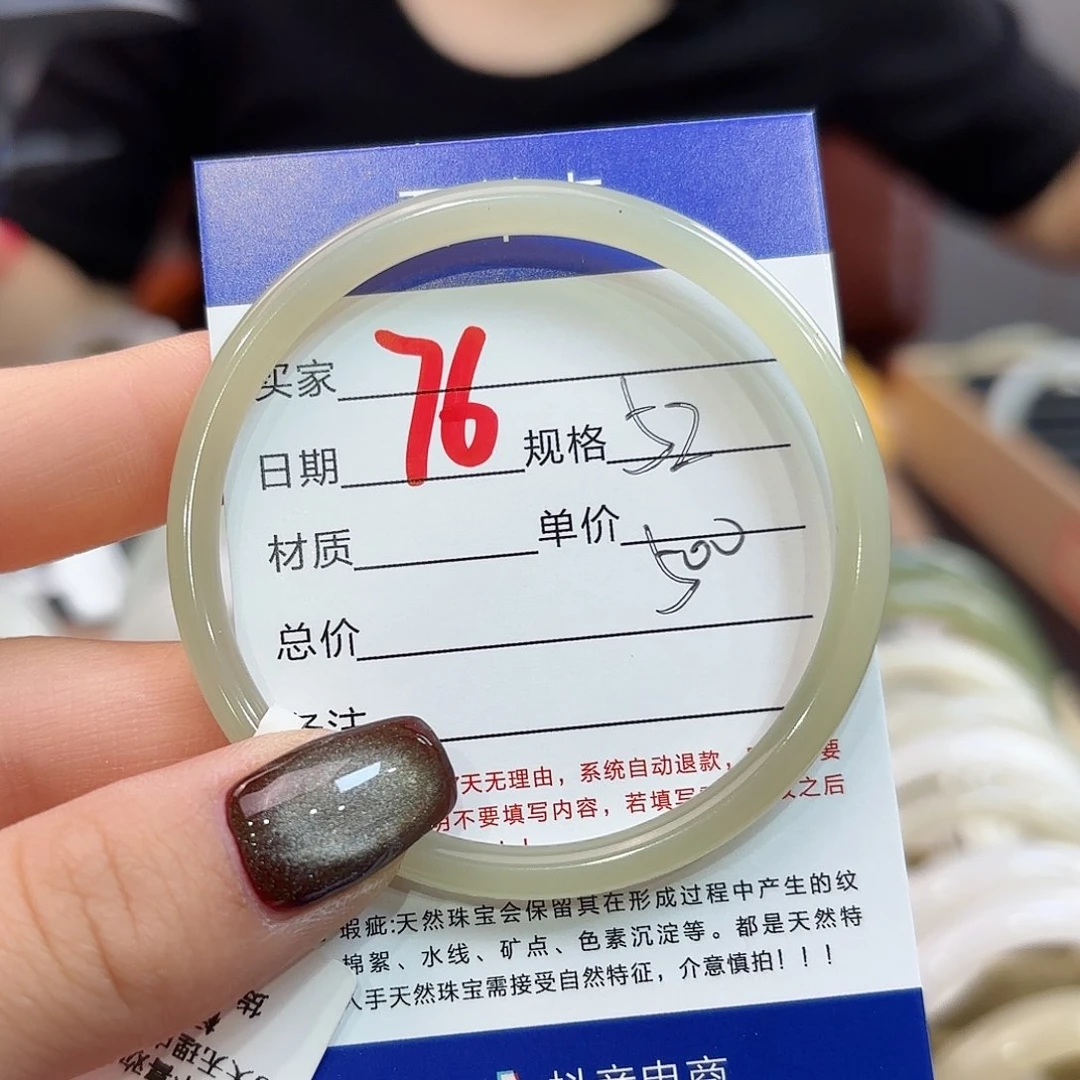 买家
76
日期 规格 52
材质 单价 500
总价
备注
天无理由，系统自动退款， 要
明不要填写内容，若填写 之后
瑕疵:天然珠宝会保留其在形成过程中产生的纹
棉絮、水线、矿点、色素沉淀等。都是天然特
入手天然珠宝需接受自然特征，介意慎拍！！！
抖音电商